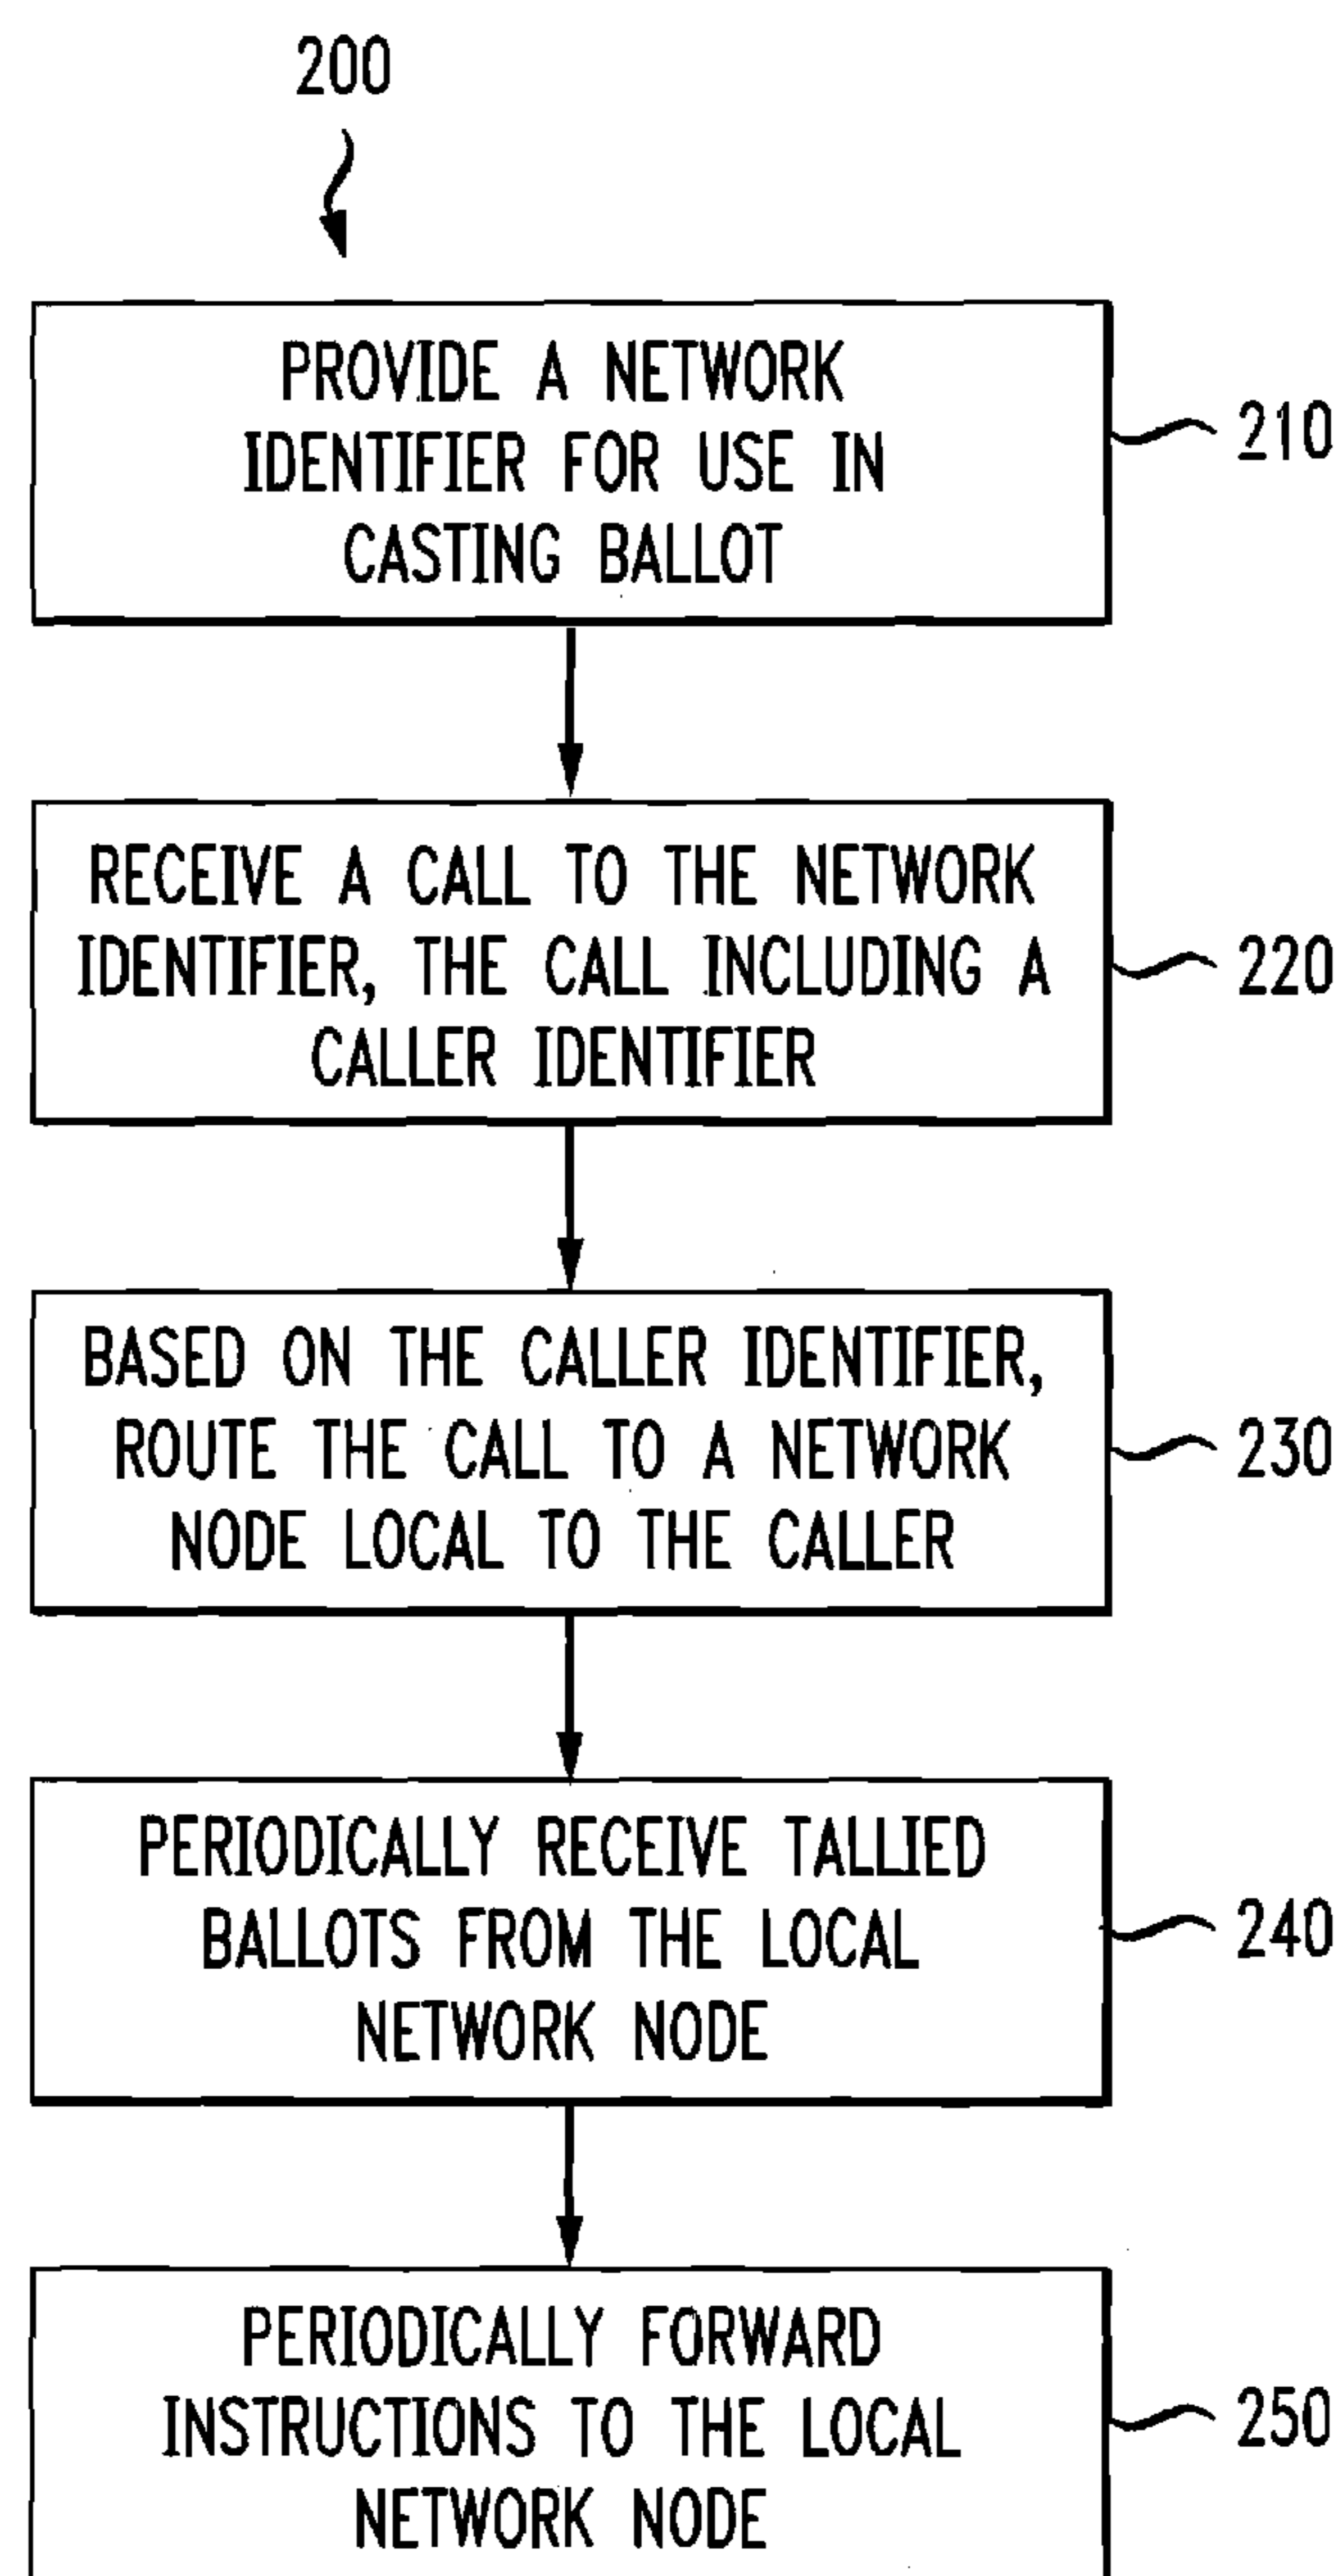 200
PROVIDE A NETWORK
IDENTIFIER FOR USE IN
CASTING BALLOT
210
RECEIVE A CALL TO THE NETWORK
IDENTIFIER, THE CALL INCLUDING A
CALLER IDENTIFIER
220
BASED ON THE CALLER IDENTIFIER,
ROUTE THE CALL TO A NETWORK
NODE LOCAL TO THE CALLER
230
PERIODICALLY RECEIVE TALLIED
BALLOTS FROM THE LOCAL
NETWORK NODE
240
PERIODICALLY FORWARD
INSTRUCTIONS TO THE LOCAL
NETWORK NODE
250